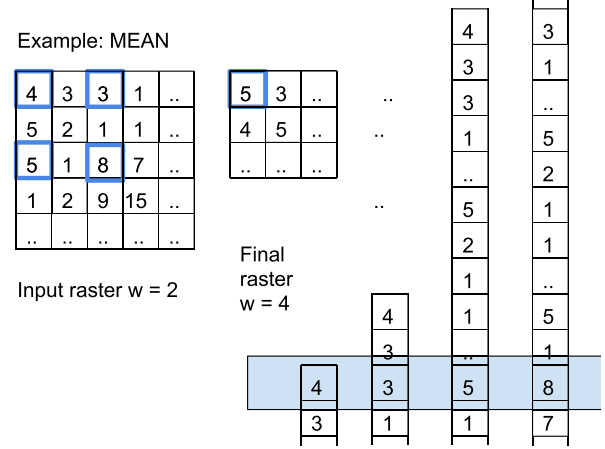 Example: MEAN
4 3 3 1 ..
5 2 1 1 ..
5 1 8 7 ..
1 2 9 15 ..
.. .. .. .. ..
Input raster w = 2
5 3 ..
4 5 ..
.. .. ..
Final
raster
w = 4
..
..
..
4 3
3 1
3 ..
1 5
.. 2
5 1
2 1
1 ..
4 1 5
3 .. 1
4 3 5 8
3 1 1 7